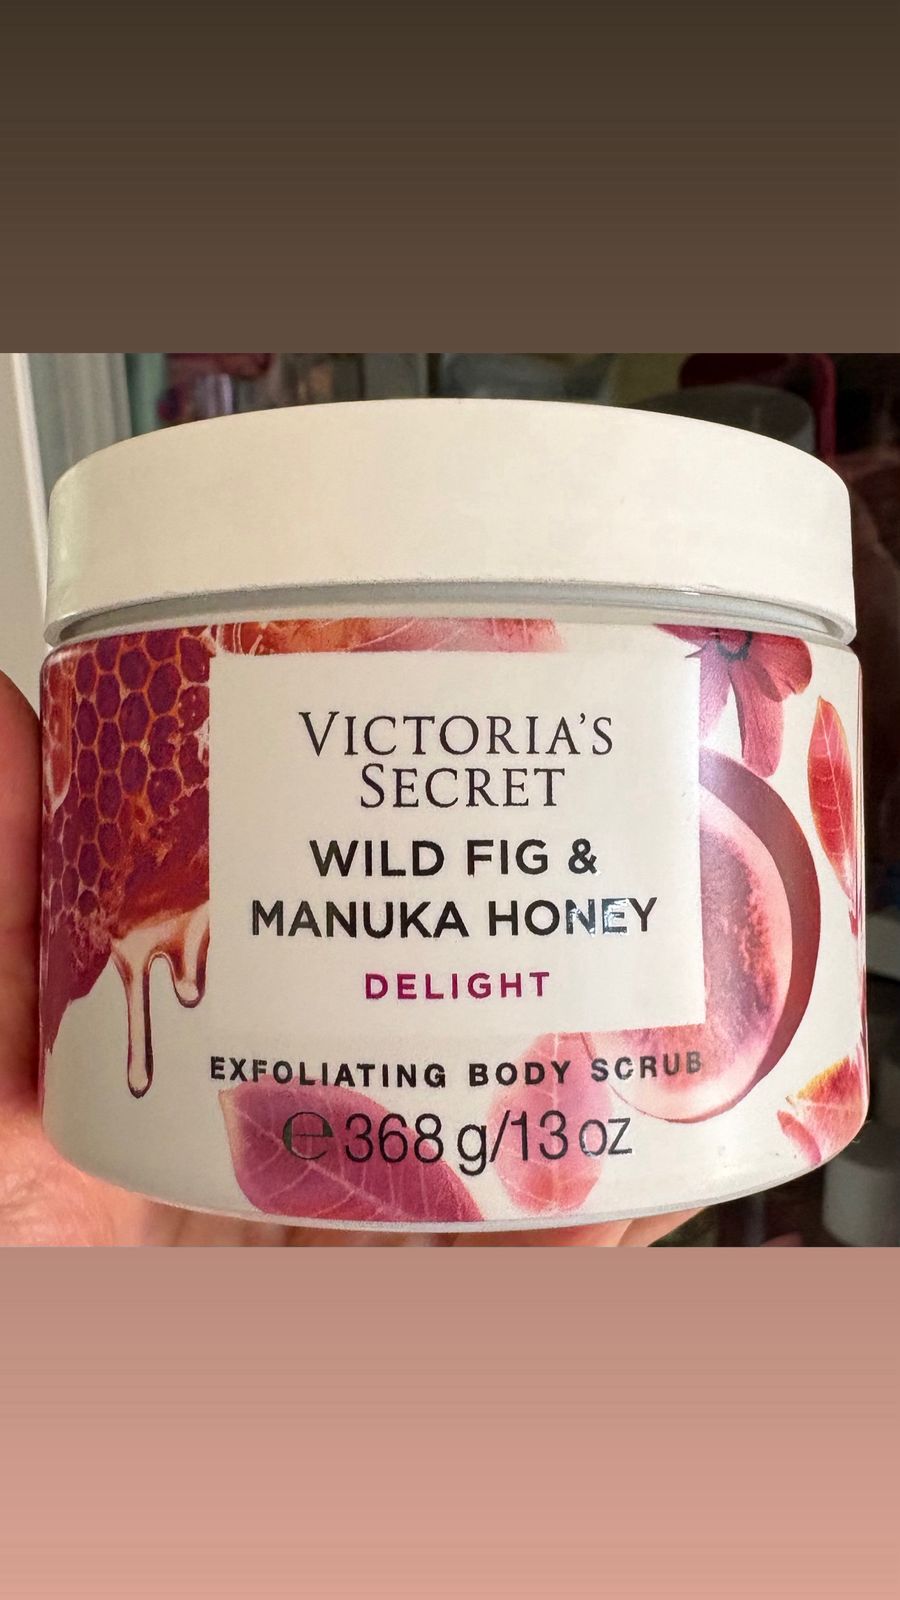 VICTORIA'S
SECRET
WILD FIG &
MANUKA HONEY
DELIGHT
EXFOLIATING BODY SCRUB
℮ 368 g/13 oz